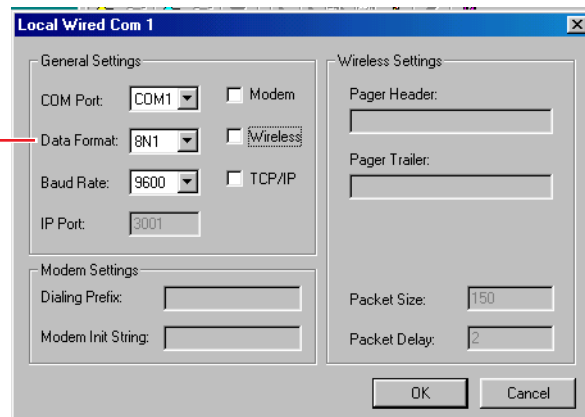 Local Wired Com 1
General Settings
COM Port: COM1
Modem
Data Format: 8N1
Wireless
Baud Rate: 9600
TCP/IP
IP Port: 3001
Modem Settings
Dialing Prefix:
Modem Init String:
Wireless Settings
Pager Header:
Pager Trailer:
Packet Size: 150
Packet Delay: 2
OK
Cancel